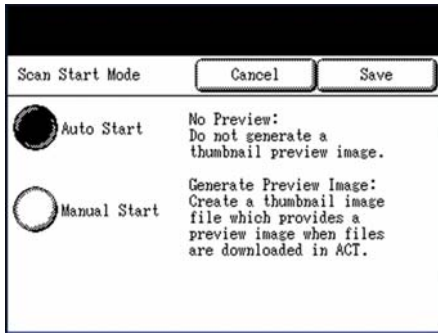 Scan Start Mode Cancel Save
Auto Start
No Preview:
Do not generate a
thumbnail preview image.
Manual Start
Generate Preview Image:
Create a thumbnail image
file which provides a
preview image when files
are downloaded in ACT.